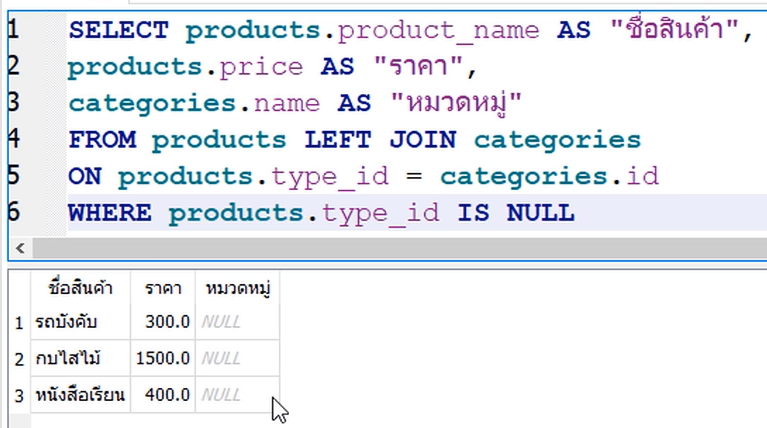 1 SELECT products.product_name AS "ชื่อสินค้า",
2 products.price AS "ราคา",
3 categories.name AS "หมวดหมู่"
4 FROM products LEFT JOIN categories
5 ON products.type_id = categories.id
6 WHERE products.type_id IS NULL
ชื่อสินค้า ราคา หมวดหมู่
1 รถบังคับ 300.0 NULL
2 กบไสไม้ 1500.0 NULL
3 หนังสือเรียน 400.0 NULL